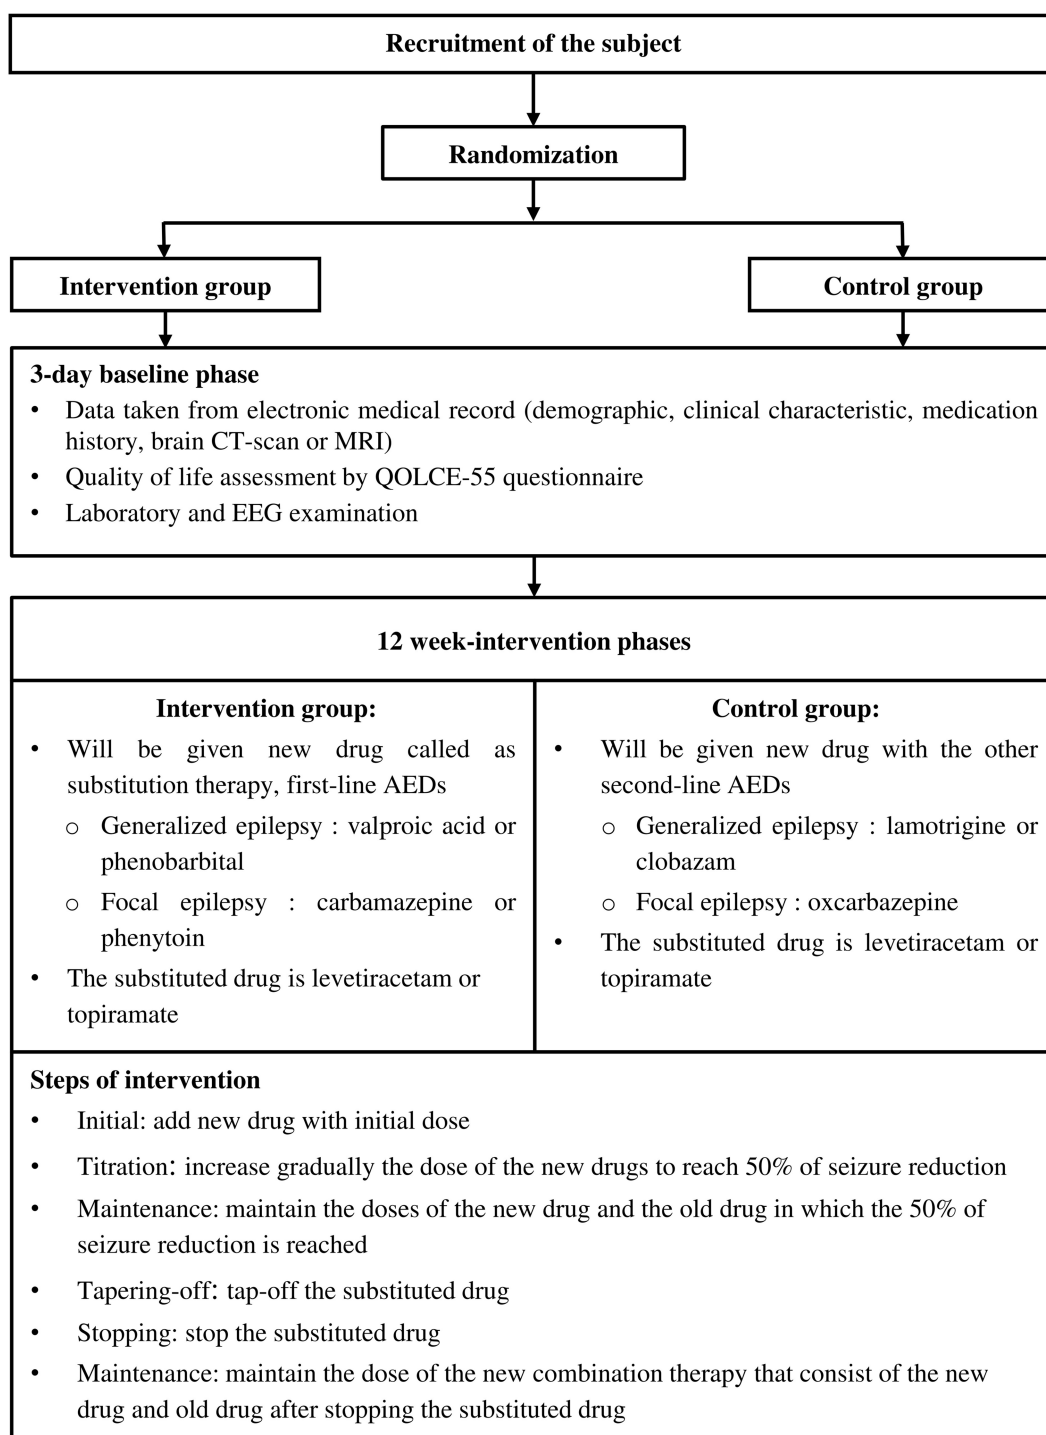 Recruitment of the subject
Randomization
Intervention group
Control group
3-day baseline phase
• Data taken from electronic medical record (demographic, clinical characteristic, medication
history, brain CT-scan or MRI)
• Quality of life assessment by QOLCE-55 questionnaire
• Laboratory and EEG examination
12 week-intervention phases
Intervention group:
• Will be given new drug called as
substitution therapy, first-line AEDs
o Generalized epilepsy : valproic acid or
phenobarbital
o Focal epilepsy : carbamazepine or
phenytoin
• The substituted drug is levetiracetam or
topiramate
Control group:
• Will be given new drug with the other
second-line AEDs
o Generalized epilepsy : lamotrigine or
clobazam
o Focal epilepsy : oxcarbazepine
• The substituted drug is levetiracetam or
topiramate
Steps of intervention
• Initial: add new drug with initial dose
• Titration: increase gradually the dose of the new drugs to reach 50% of seizure reduction
• Maintenance: maintain the doses of the new drug and the old drug in which the 50% of
seizure reduction is reached
• Tapering-off: tap-off the substituted drug
• Stopping: stop the substituted drug
• Maintenance: maintain the dose of the new combination therapy that consist of the new
drug and old drug after stopping the substituted drug